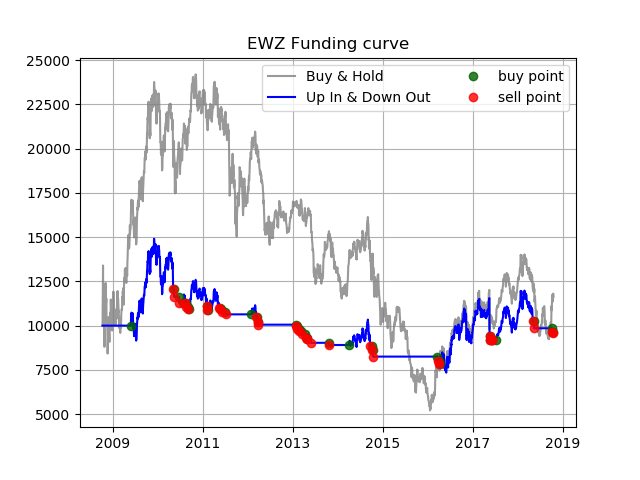 EWZ Funding curve
25000
22500
20000
17500
15000
12500
10000
7500
5000
Buy & Hold
Up In & Down Out
buy point
sell point
2009 2011 2013 2015 2017 2019